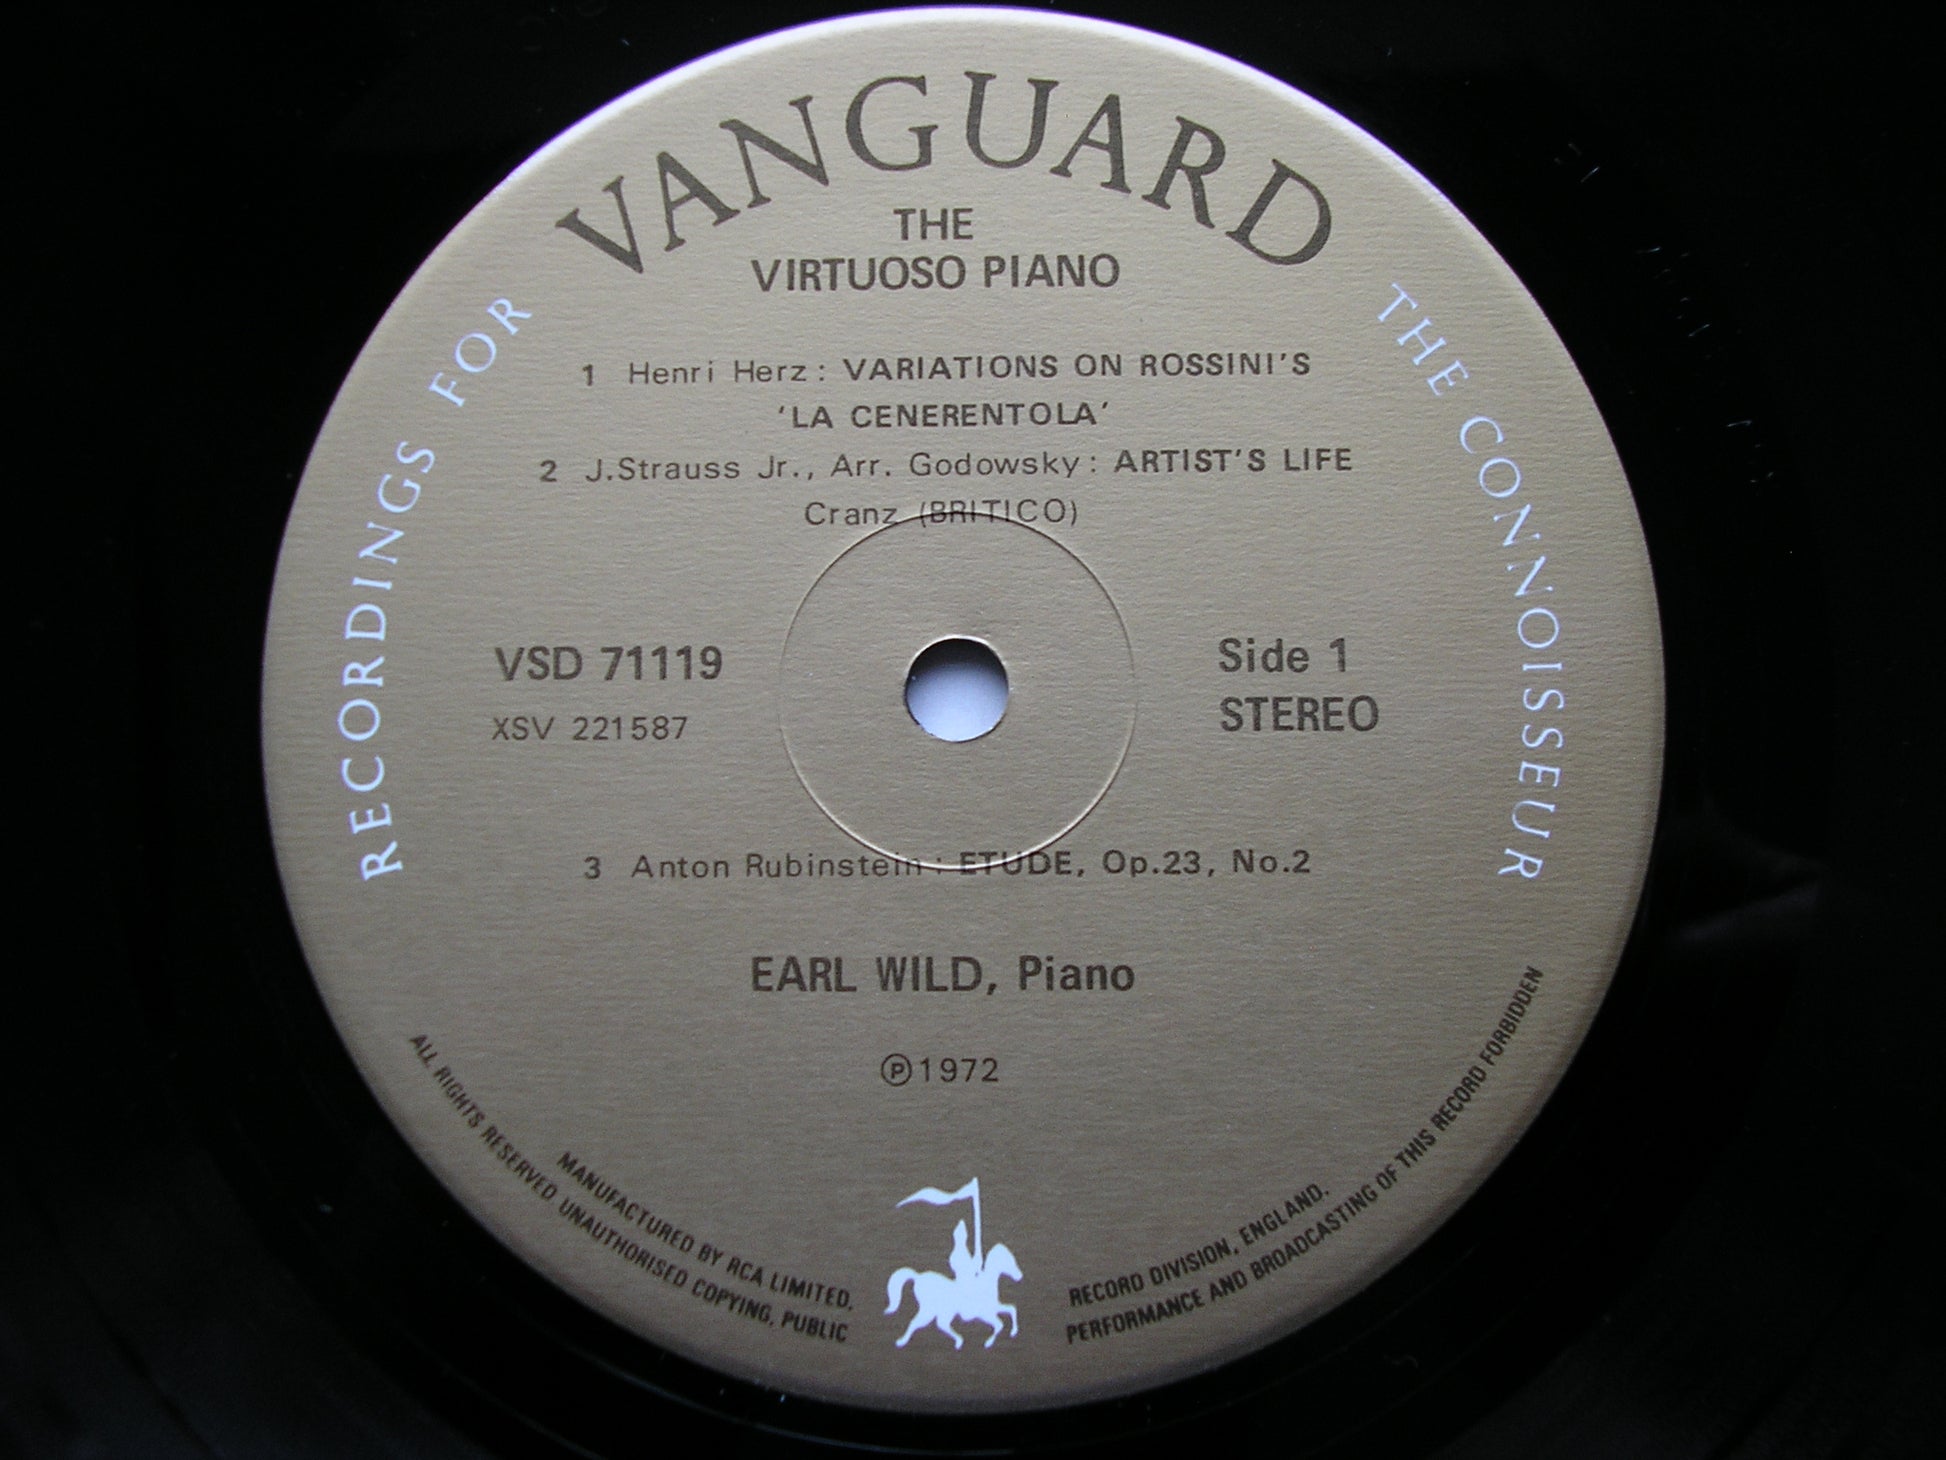 VANGUARD
RECORDINGS FOR
THE CONNOISSEUR
THE
VIRTUOSO PIANO
1 Henri Herz: VARIATIONS ON ROSSINI'S
'LA CENERENTOLA'
2 J.Strauss Jr., Arr. Godowsky: ARTIST'S LIFE
Cranz (BRITICO)
VSD 71119
XSV 221587
Side 1
STEREO
3 Anton Rubinstein: ETUDE, Op.23, No.2
EARL WILD, Piano
℗1972
MANUFACTURED BY RCA LIMITED, RECORD DIVISION, ENGLAND.
ALL RIGHTS RESERVED. UNAUTHORISED COPYING, PUBLIC PERFORMANCE AND BROADCASTING OF THIS RECORD FORBIDDEN